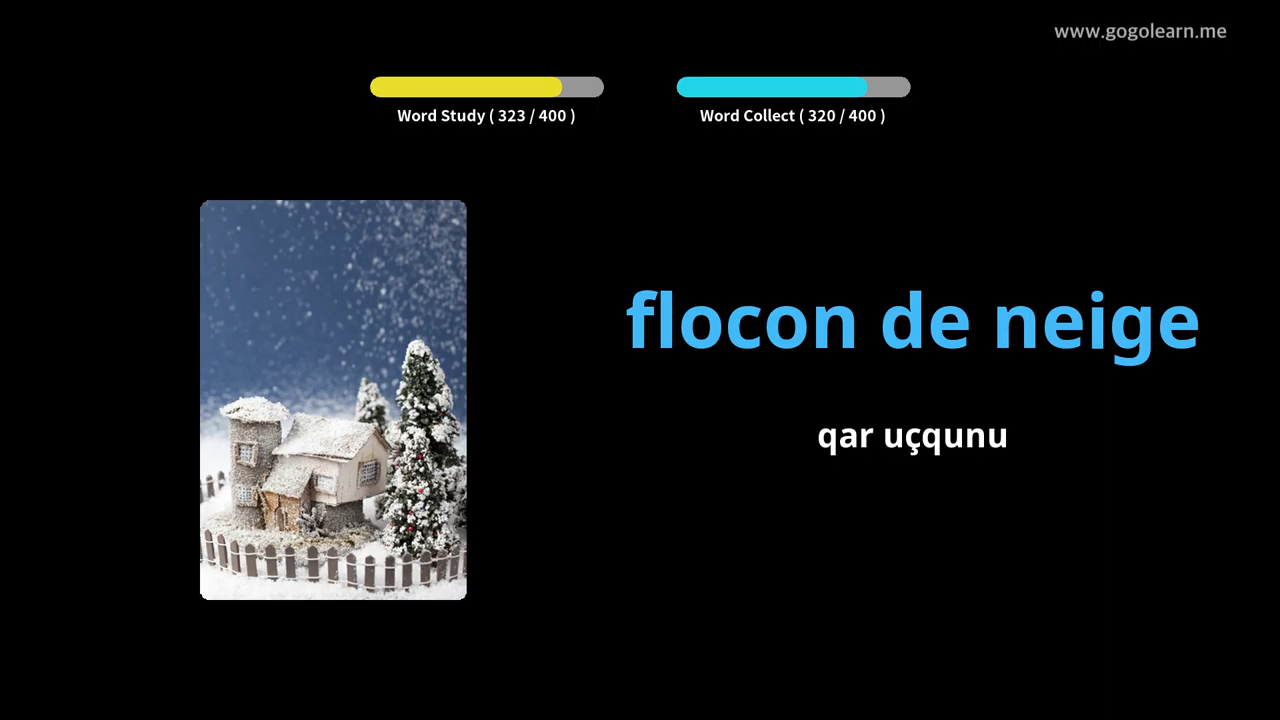 www.gogolearn.me
Word Study ( 323 / 400 )
Word Collect ( 320 / 400 )
flocon de neige
qar uçqunu